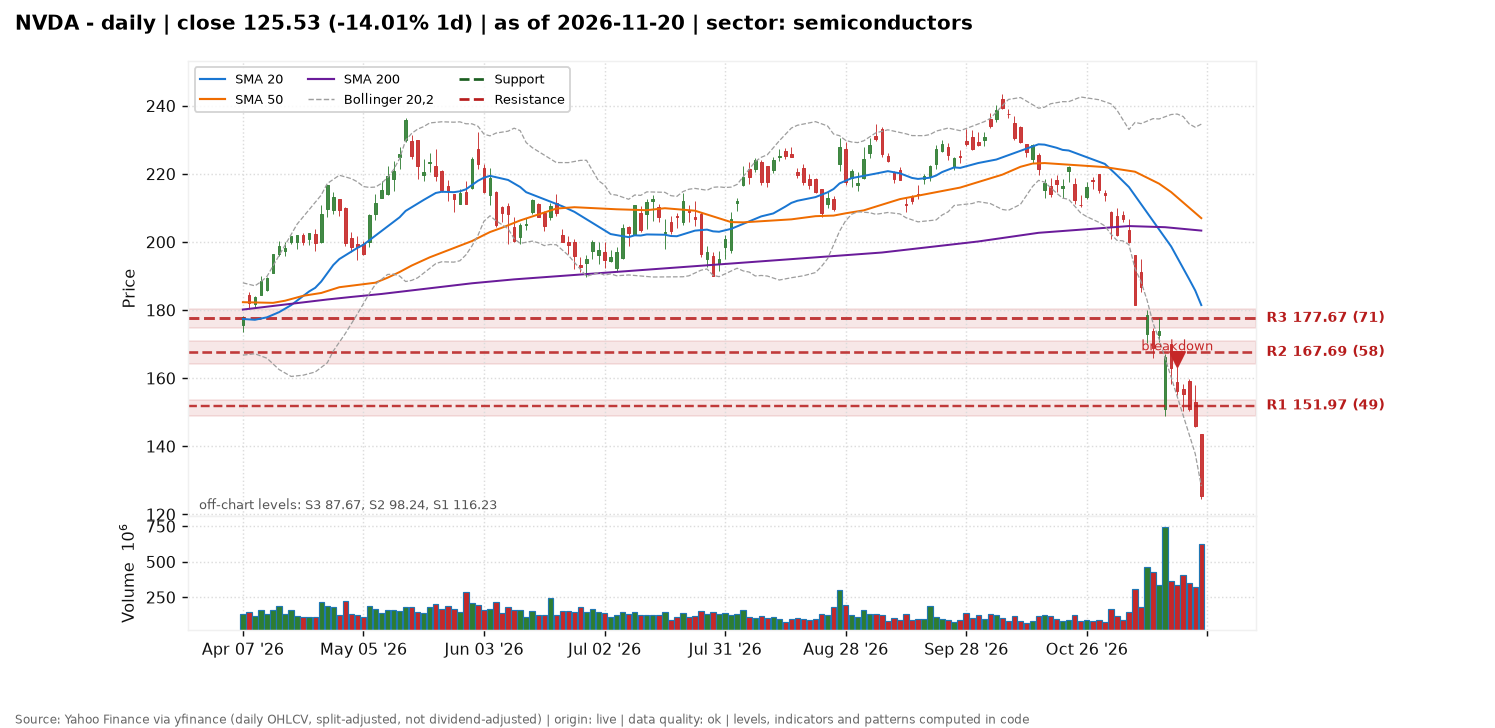 NVDA - daily | close 125.53 (-14.01% 1d) | as of 2026-11-20 | sector: semiconductors
SMA 20
SMA 50
SMA 200
Bollinger 20,2
Support
Resistance
Price
240
220
200
180
160
140
120
R3 177.67 (71)
breakdown
R2 167.69 (58)
R1 151.97 (49)
off-chart levels: S3 87.67, S2 98.24, S1 116.23
Volume 10⁶
750
500
250
Apr 07 '26 May 05 '26 Jun 03 '26 Jul 02 '26 Jul 31 '26 Aug 28 '26 Sep 28 '26 Oct 26 '26
Source: Yahoo Finance via yfinance (daily OHLCV, split-adjusted, not dividend-adjusted) | origin: live | data quality: ok | levels, indicators and patterns computed in code